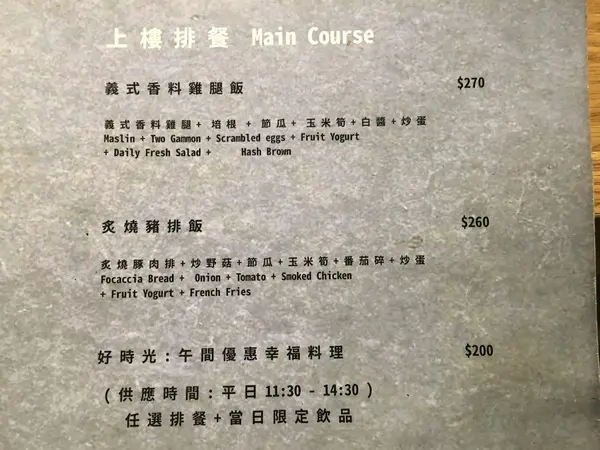 上樓排餐 Main Course
義式香料雞腿飯 $270
義式香料雞腿+ 培根 + 節瓜+ 玉米筍+白醬+炒蛋
Maslin + Two Gammon + Scrambled eggs + Fruit Yogurt
+ Daily Fresh Salad + Hash Brown
炙燒豬排飯 $260
炙燒豚肉排+炒野菇+節瓜+玉米筍+番茄碎+炒蛋
Focaccia Bread + Onion + Tomato + Smoked Chicken
+ Fruit Yogurt + French Fries
好時光:午間優惠幸福料理 $200
(供應時間:平日11:30 - 14:30 )
任選排餐+當日限定飲品